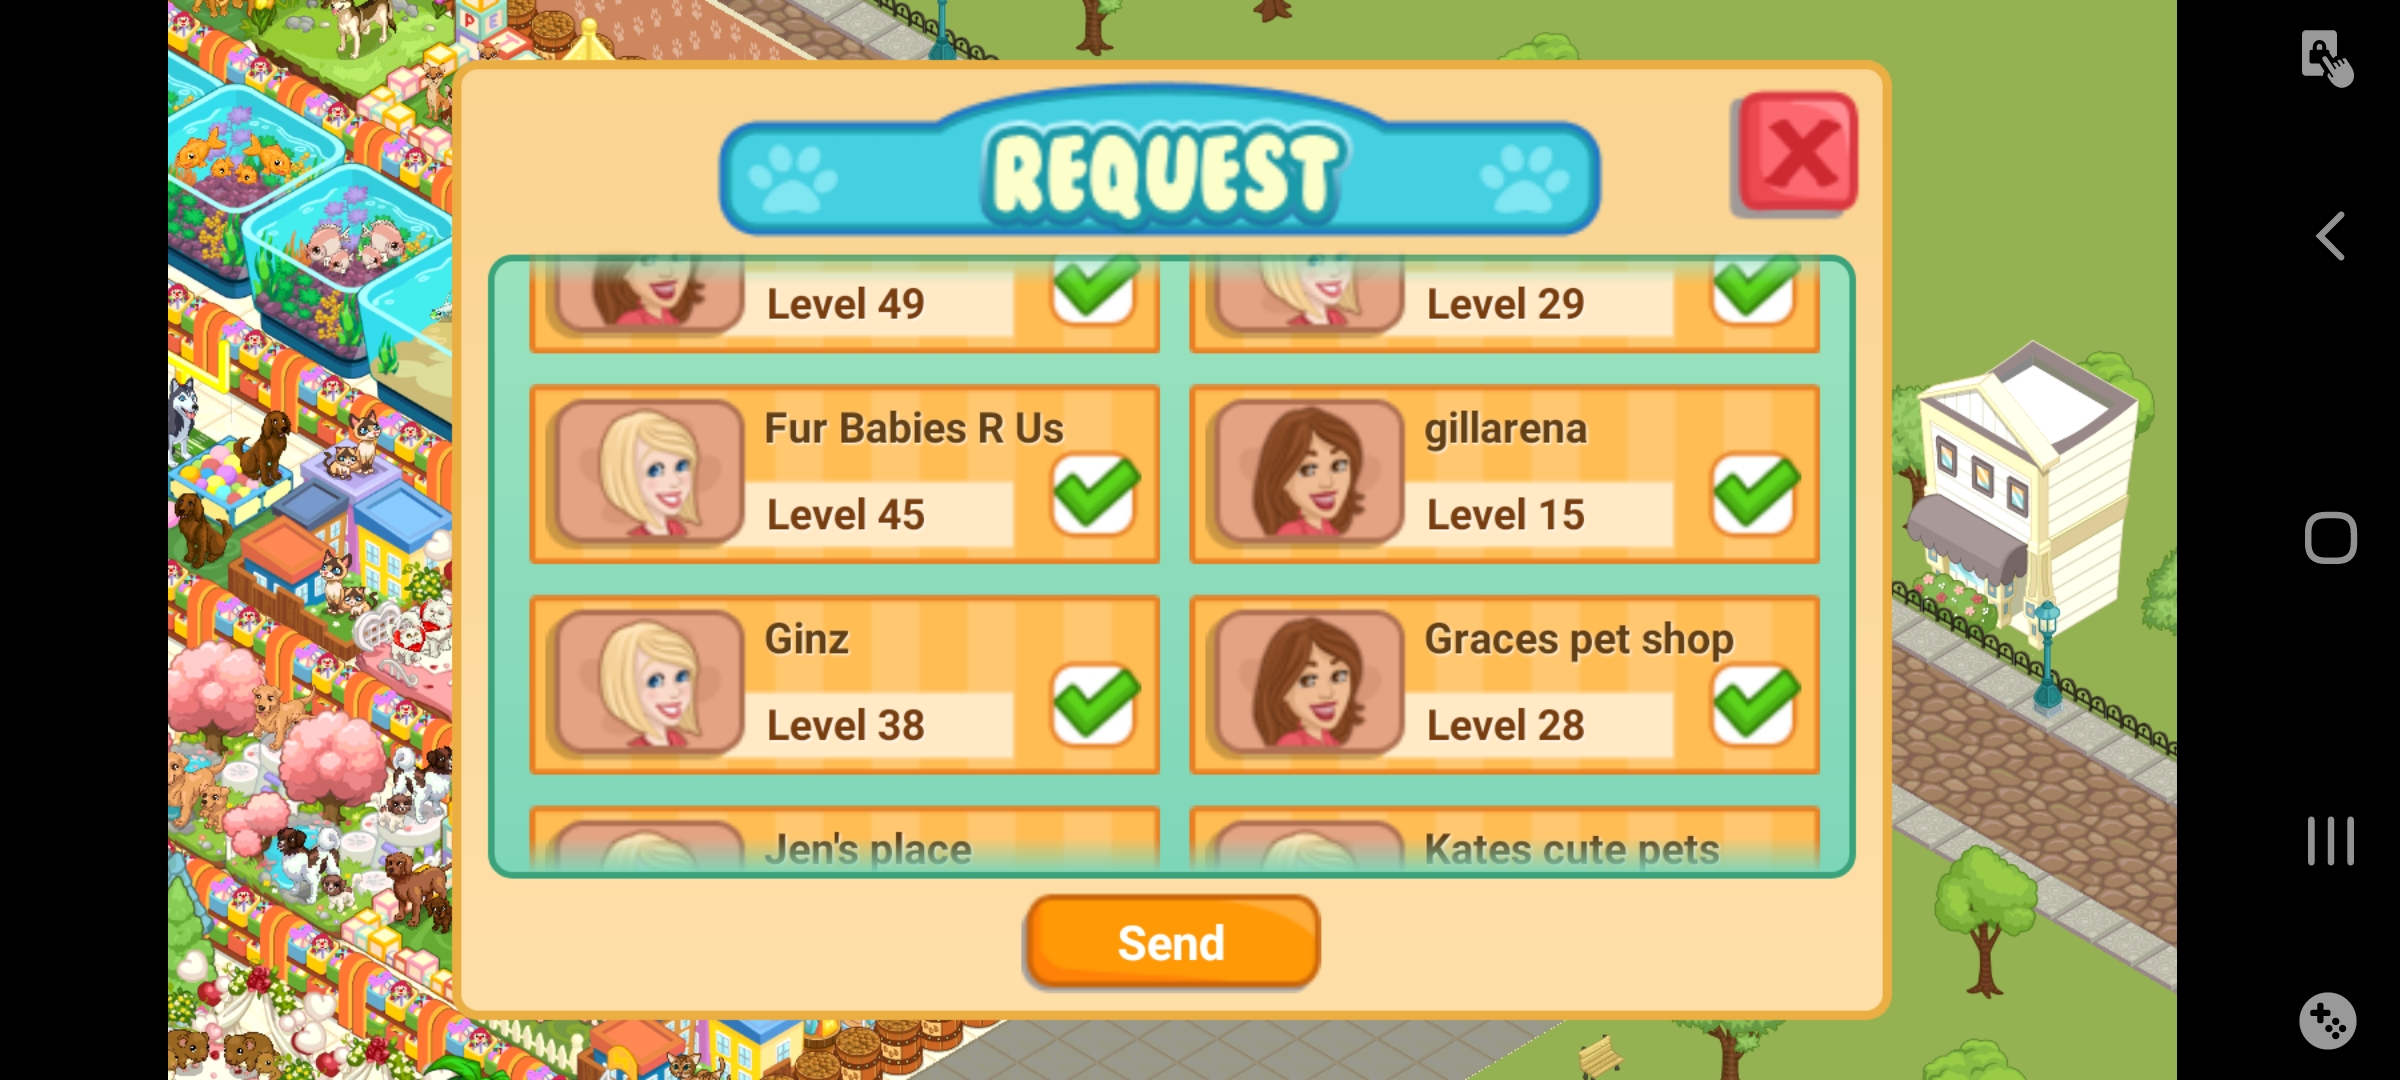 REQUEST
Level 49
Level 29
Fur Babies R Us
Level 45
gillarena
Level 15
Ginz
Level 38
Graces pet shop
Level 28
Jen's place
Kates cute pets
Send